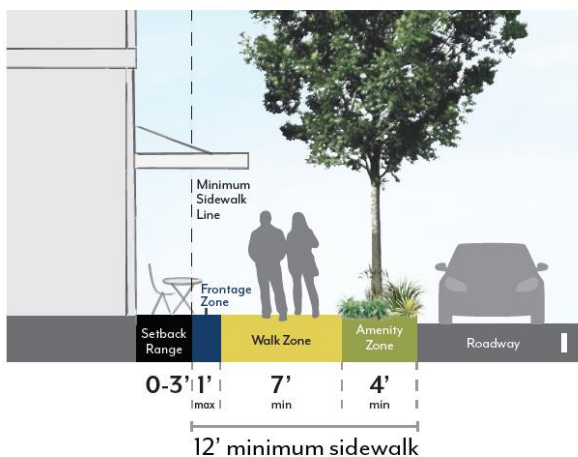 Minimum
Sidewalk
Line
Frontage
Zone
Setback
Range
Walk Zone
Amenity
Zone
Roadway
0-3'
1'
max
7'
min
4'
min
12' minimum sidewalk